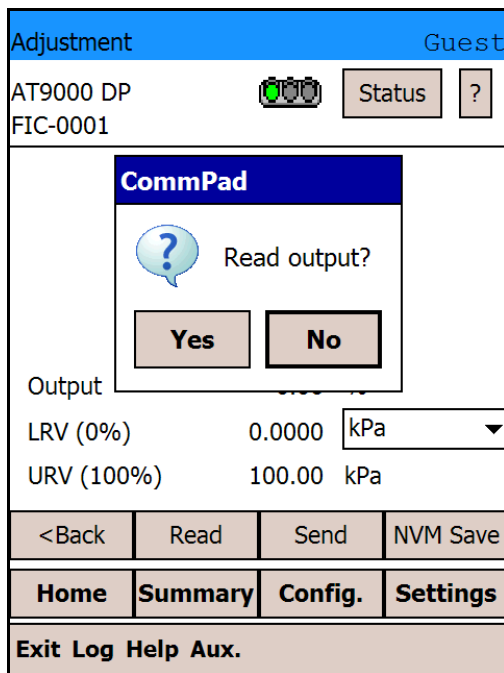 Adjustment Guest
AT9000 DP Status ?
FIC-0001
CommPad
?
Read output?
Yes No
Output
LRV (0%) 0.0000 kPa
URV (100%) 100.00 kPa
<Back Read Send NVM Save
Home Summary Config. Settings
Exit Log Help Aux.